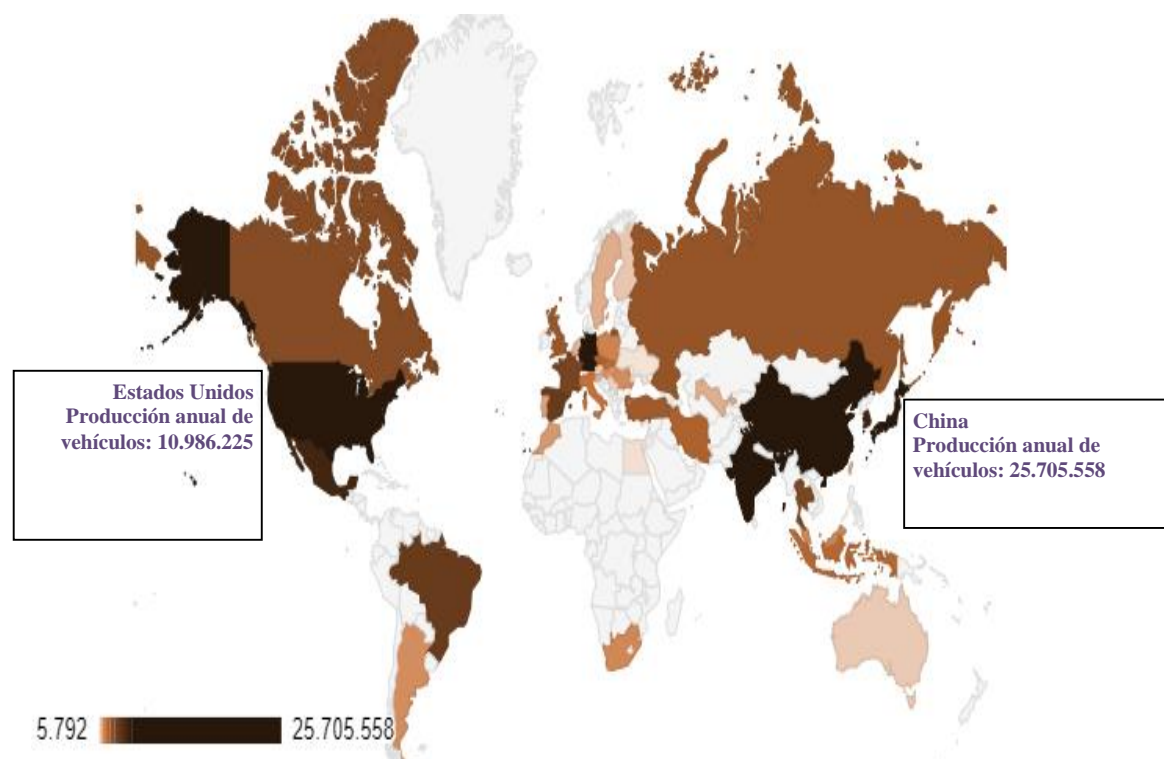 Estados Unidos
Producción anual de
vehículos: 10.986.225
China
Producción anual de
vehículos: 25.705.558
5.792
25.705.558